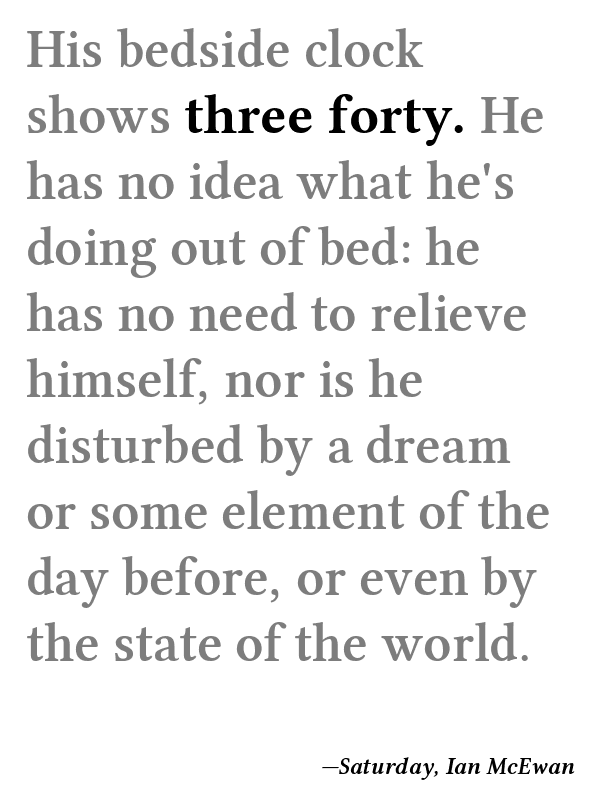 His bedside clock
shows three forty. He
has no idea what he's
doing out of bed: he
has no need to relieve
himself, nor is he
disturbed by a dream
or some element of the
day before, or even by
the state of the world.
—Saturday, Ian McEwan